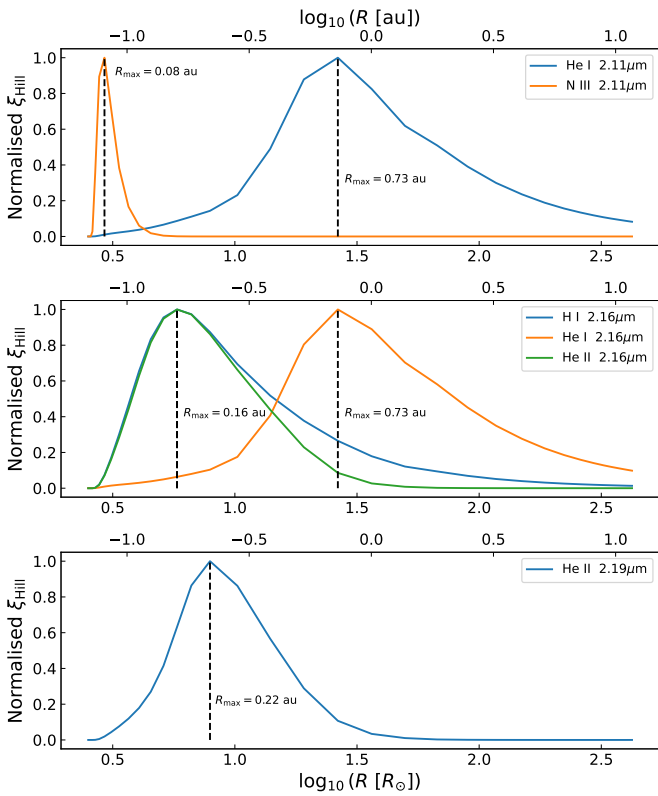 log₁₀ (R [au])
−1.0 −0.5 0.0 0.5 1.0
Normalised ξHill
1.0
0.8
0.6
0.4
0.2
0.0
Rmax = 0.08 au
Rmax = 0.73 au
He I 2.11μm
N III 2.11μm
0.5 1.0 1.5 2.0 2.5
−1.0 −0.5 0.0 0.5 1.0
Normalised ξHill
1.0
0.8
0.6
0.4
0.2
0.0
Rmax = 0.16 au
Rmax = 0.73 au
H I 2.16μm
He I 2.16μm
He II 2.16μm
0.5 1.0 1.5 2.0 2.5
−1.0 −0.5 0.0 0.5 1.0
Normalised ξHill
1.0
0.8
0.6
0.4
0.2
0.0
Rmax = 0.22 au
He II 2.19μm
0.5 1.0 1.5 2.0 2.5
log₁₀ (R [R⊙])